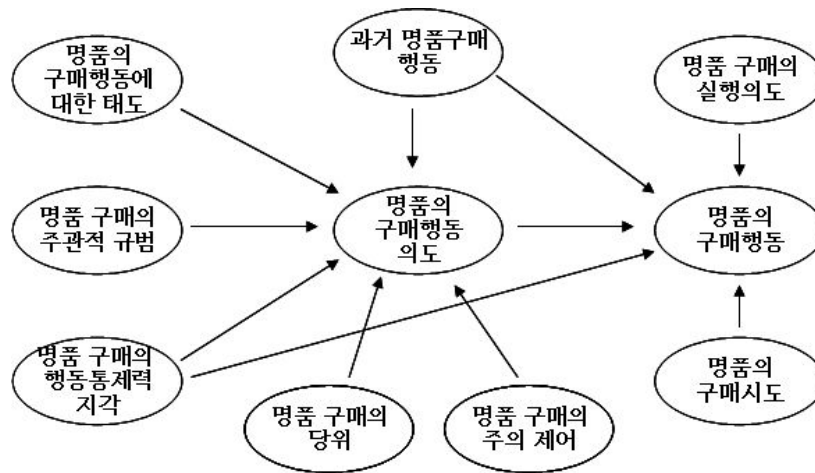 명품의
구매행동에
대한 태도
과거 명품구매
행동
명품 구매의
실행의도
명품 구매의
주관적 규범
명품의
구매행동
의도
명품의
구매행동
명품 구매의
행동통제력
지각
명품 구매의
당위
명품 구매의
주의 제어
명품의
구매시도